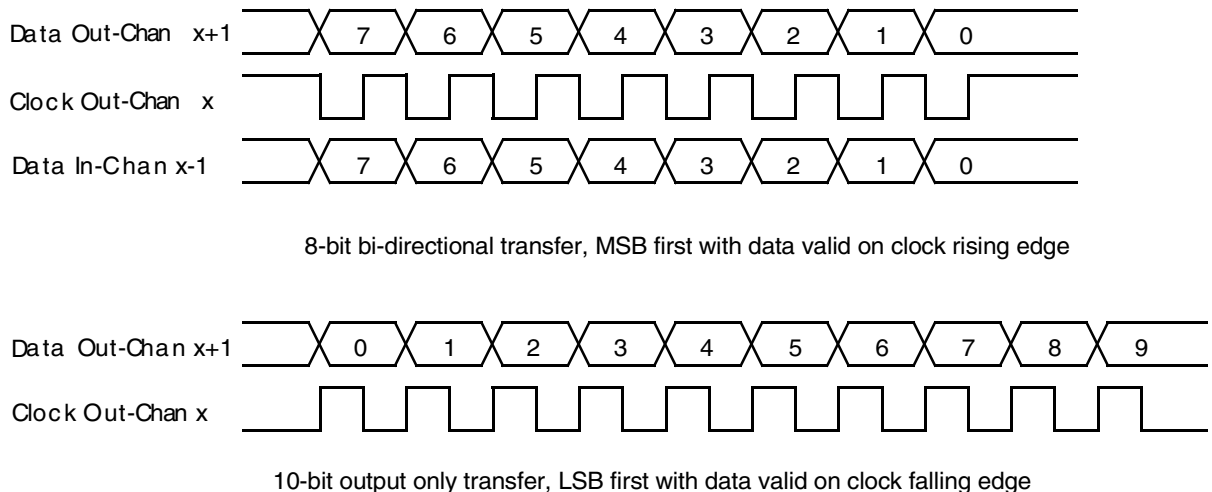 Data Out-Chan x+1 7 6 5 4 3 2 1 0
Clock Out-Chan x
Data In-Chan x-1 7 6 5 4 3 2 1 0
8-bit bi-directional transfer, MSB first with data valid on clock rising edge
Data Out-Chan x+1 0 1 2 3 4 5 6 7 8 9
Clock Out-Chan x
10-bit output only transfer, LSB first with data valid on clock falling edge